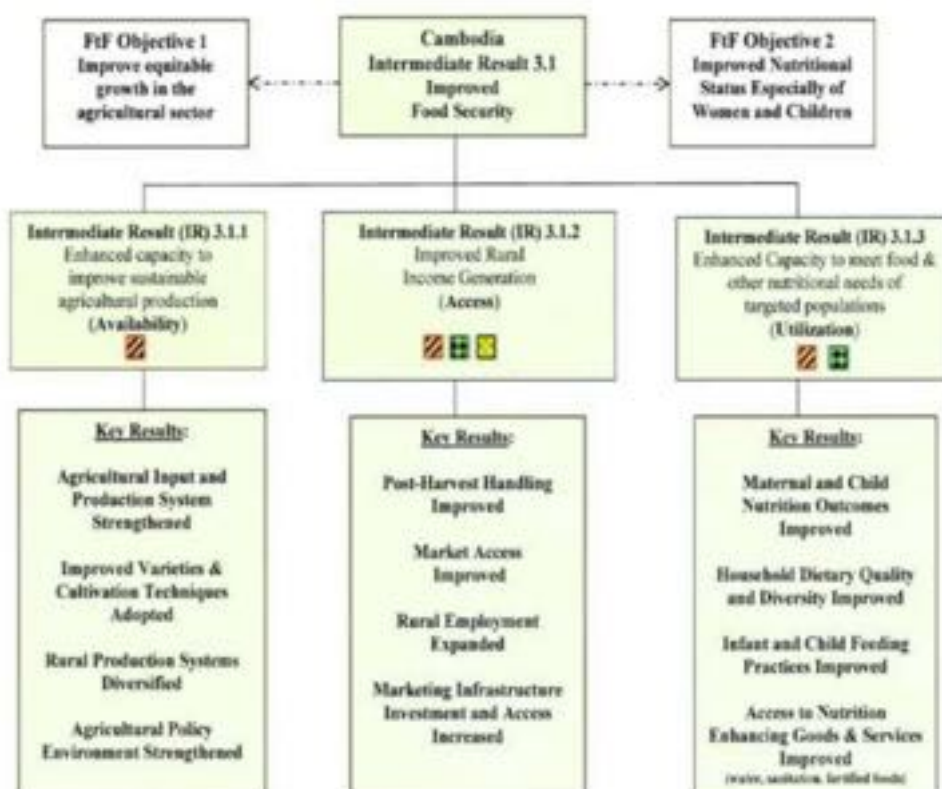 FtF Objective 1
Improve equitable
growth in the
agricultural sector
Cambodia
Intermediate Result 3.1
Improved
Food Security
FtF Objective 2
Improved Nutritional
Status Especially of
Women and Children
Intermediate Result (IR) 3.1.1
Enhanced capacity to
improve sustainable
agricultural production
(Availability)
Intermediate Result (IR) 3.1.2
Improved Rural
Income Generation
(Access)
Intermediate Result (IR) 3.1.3
Enhanced Capacity to meet food &
other nutritional needs of
targeted populations
(Utilization)
Key Results:
Agricultural Input and
Production System
Strengthened
Improved Varieties &
Cultivation Techniques
Adopted
Rural Production Systems
Diversified
Agricultural Policy
Environment Strengthened
Key Results:
Post-Harvest Handling
Improved
Market Access
Improved
Rural Employment
Expanded
Marketing Infrastructure
Investment and Access
Increased
Key Results:
Maternal and Child
Nutrition Outcomes
Improved
Household Dietary Quality
and Diversity Improved
Infant and Child Feeding
Practices Improved
Access to Nutrition
Enhancing Goods & Services
Improved
(water, sanitation, fortified foods)